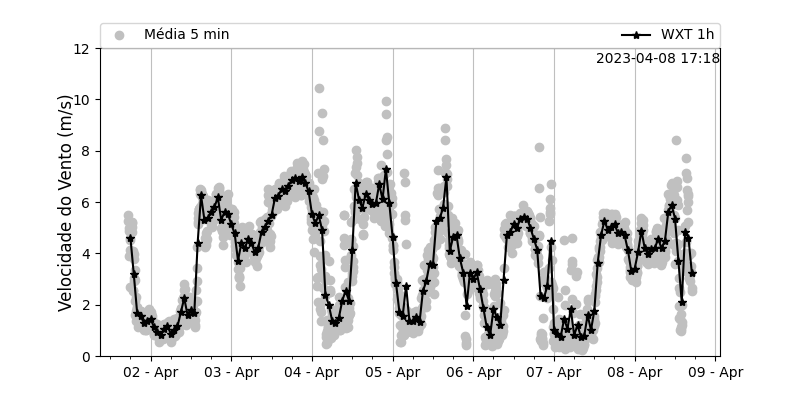 Média 5 min
WXT 1h
2023-04-08 17:18
12
10
8
6
4
2
0
Velocidade do Vento (m/s)
02 - Apr
03 - Apr
04 - Apr
05 - Apr
06 - Apr
07 - Apr
08 - Apr
09 - Apr